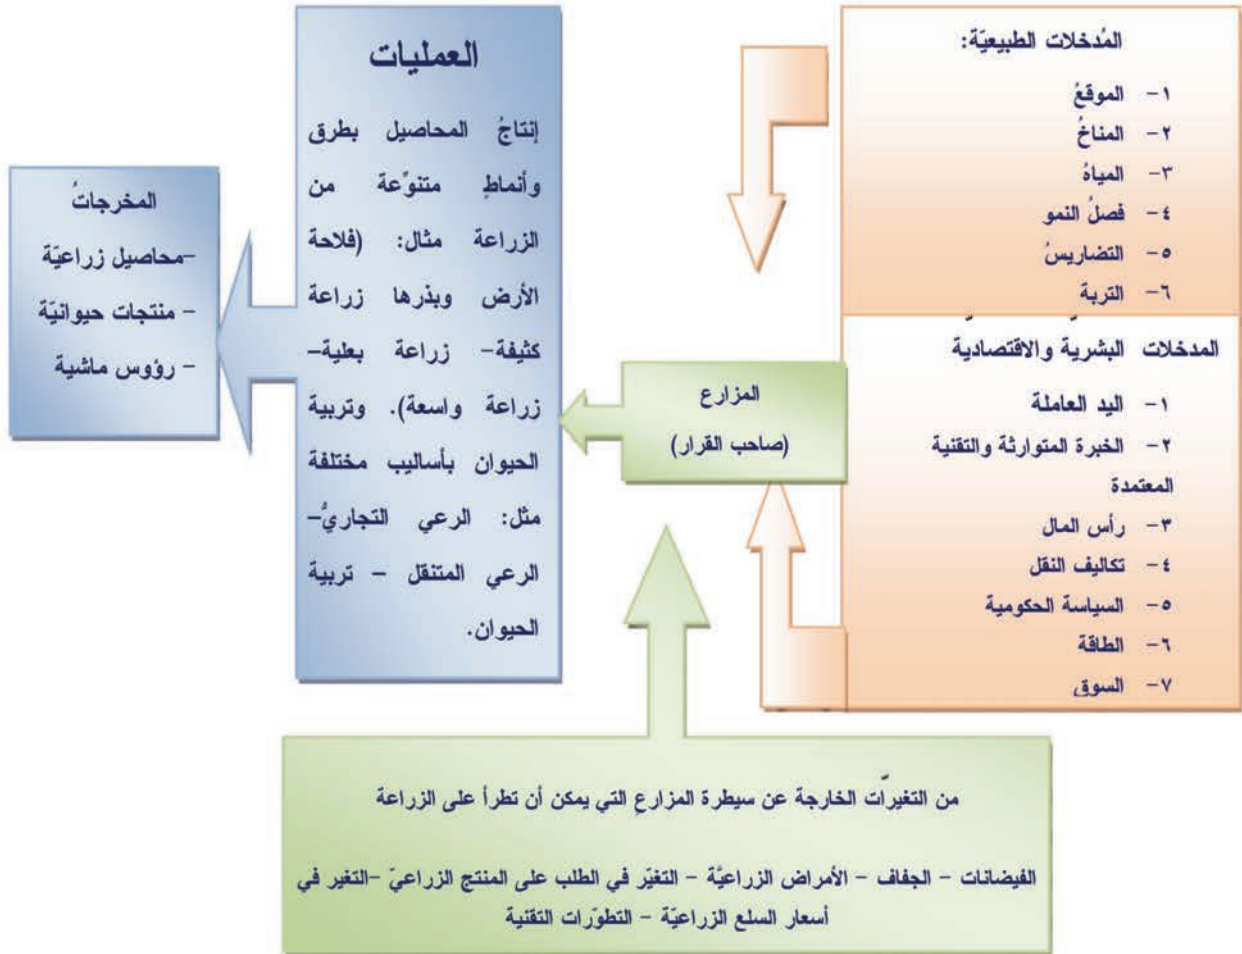 المُدخلات الطبيعيّة:
١- الموقعُ
٢- المناخُ
٣- المياهُ
٤- فصلُ النمو
٥- التضاريسُ
٦- التربة
المدخلات البشرية والاقتصادية
١- اليد العاملة
٢- الخبرة المتوارثة والتقنية
المعتمدة
٣- رأس المال
٤- تكاليف النقل
٥- السياسة الحكومية
٦- الطاقة
٧- السوق
المزارع
(صاحب القرار)
العمليات
إنتاجُ المحاصيل بطرق
وأنماطٍ متنوّعة من
الزراعة مثال: (فلاحة
الأرض وبذرها زراعة
كثيفة- زراعة بعلية-
زراعة واسعة). وتربية
الحيوان بأساليب مختلفة
مثل: الرعي التجاريُّ-
الرعي المتنقل - تربية
الحيوان.
المخرجاتُ
-محاصيل زراعيّة
- منتجات حيوانيّة
- رؤوس ماشية
من التغيرّات الخارجة عن سيطرة المزارعِ التي يمكن أن تطرأ على الزراعة
الفيضانات - الجفاف - الأمراض الزراعيَّة - التغيّر في الطلب على المنتج الزراعيّ -التغير في
أسعار السلع الزراعيّة - التطوّرات التقنية